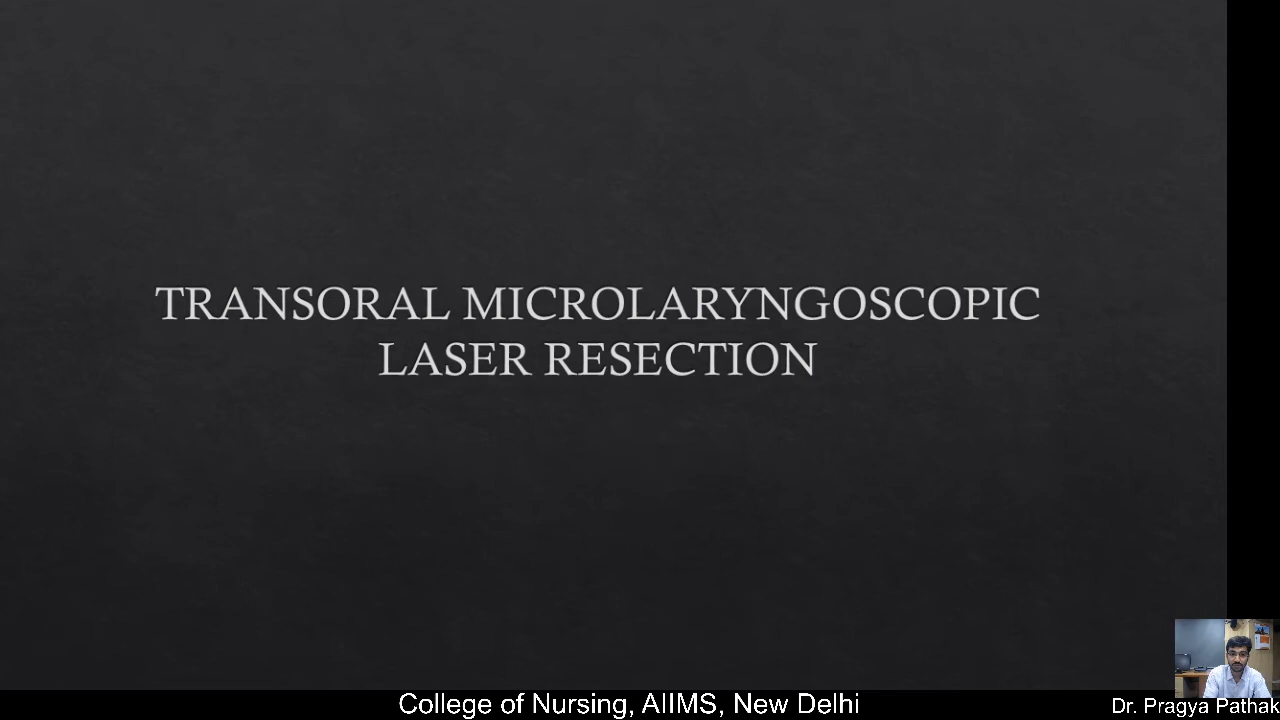 TRANSORAL MICROLARYNGOSCOPIC
LASER RESECTION
College of Nursing, AIIMS, New Delhi
Dr. Pragya Pathak